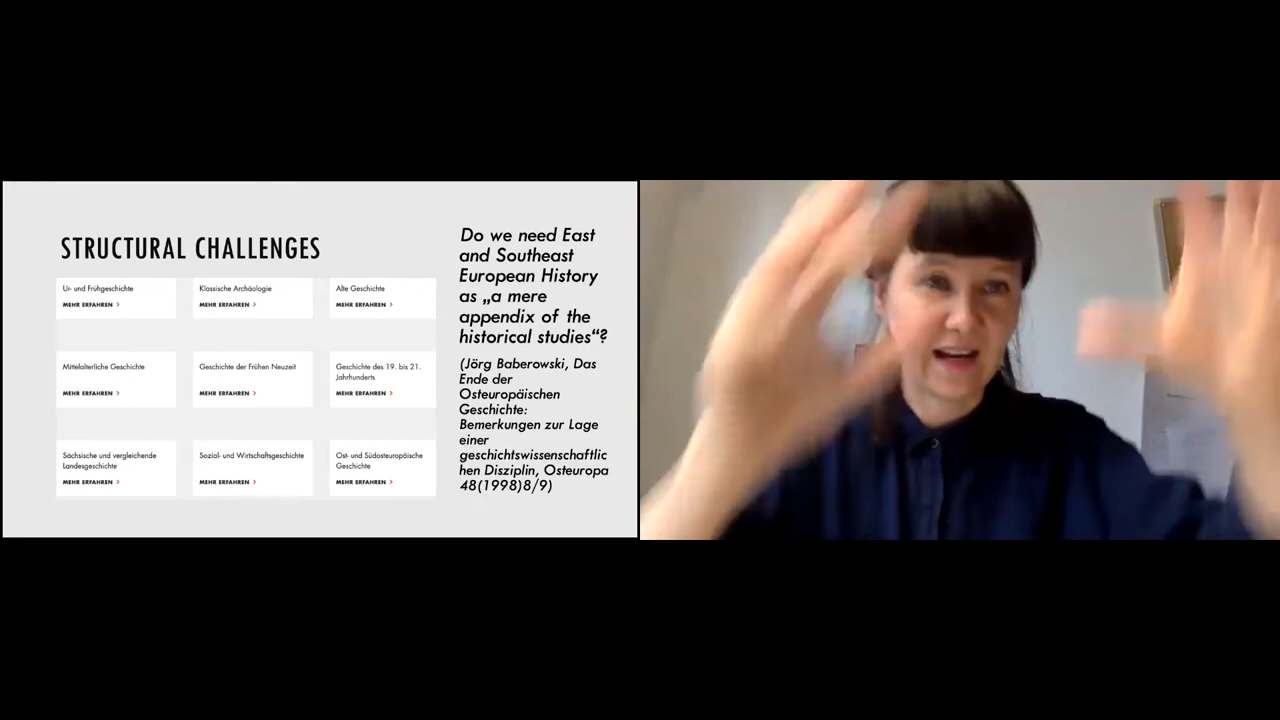 STRUCTURAL CHALLENGES
Ur- und Frühgeschichte
MEHR ERFAHREN >
Klassische Archäologie
MEHR ERFAHREN >
Alte Geschichte
MEHR ERFAHREN >
Mittelalterliche Geschichte
MEHR ERFAHREN >
Geschichte der Frühen Neuzeit
MEHR ERFAHREN >
Geschichte des 19. bis 21.
Jahrhunderts
MEHR ERFAHREN >
Sächsische und vergleichende
Landesgeschichte
MEHR ERFAHREN >
Sozial- und Wirtschaftsgeschichte
MEHR ERFAHREN >
Ost- und Südosteuropäische
Geschichte
MEHR ERFAHREN >
Do we need East
and Southeast
European History
as „a mere
appendix of the
historical studies“?
(Jörg Baberowski, Das
Ende der
Osteuropäischen
Geschichte:
Bemerkungen zur Lage
einer
geschichtswissenschaftlic
hen Disziplin, Osteuropa
48(1998)8/9)